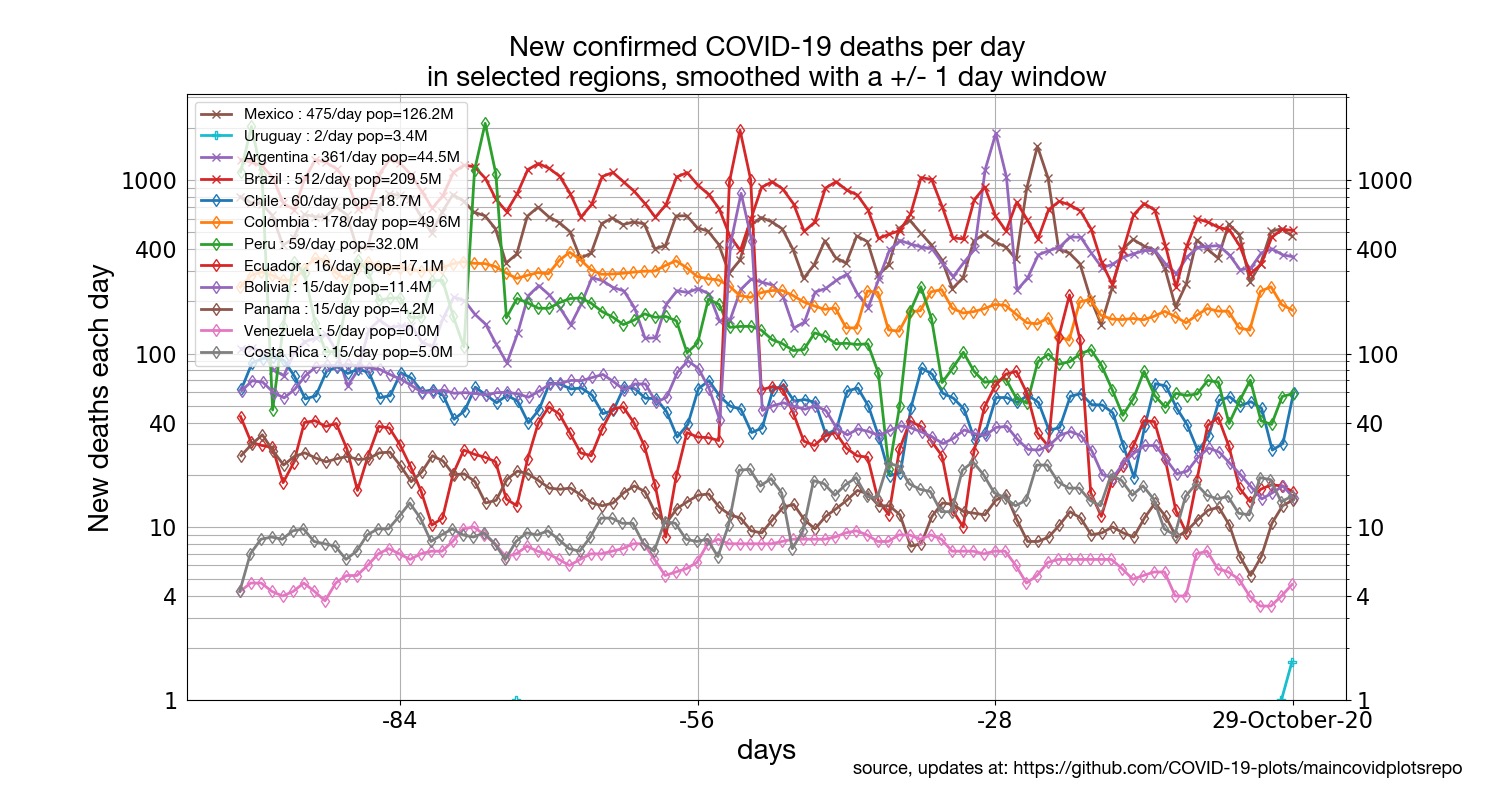 New confirmed COVID-19 deaths per day
in selected regions, smoothed with a +/- 1 day window
Mexico : 475/day pop=126.2M
Uruguay : 2/day pop=3.4M
Argentina : 361/day pop=44.5M
Brazil : 512/day pop=209.5M
Chile : 60/day pop=18.7M
Colombia : 178/day pop=49.6M
Peru : 59/day pop=32.0M
Ecuador : 16/day pop=17.1M
Bolivia : 15/day pop=11.4M
Panama : 15/day pop=4.2M
Venezuela : 5/day pop=0.0M
Costa Rica : 15/day pop=5.0M
New deaths each day
1000 1000
400 400
100 100
40 40
10 10
4 4
1 1
-84 -56 -28 29-October-20
days
source, updates at: https://github.com/COVID-19-plots/maincovidplotsrepo